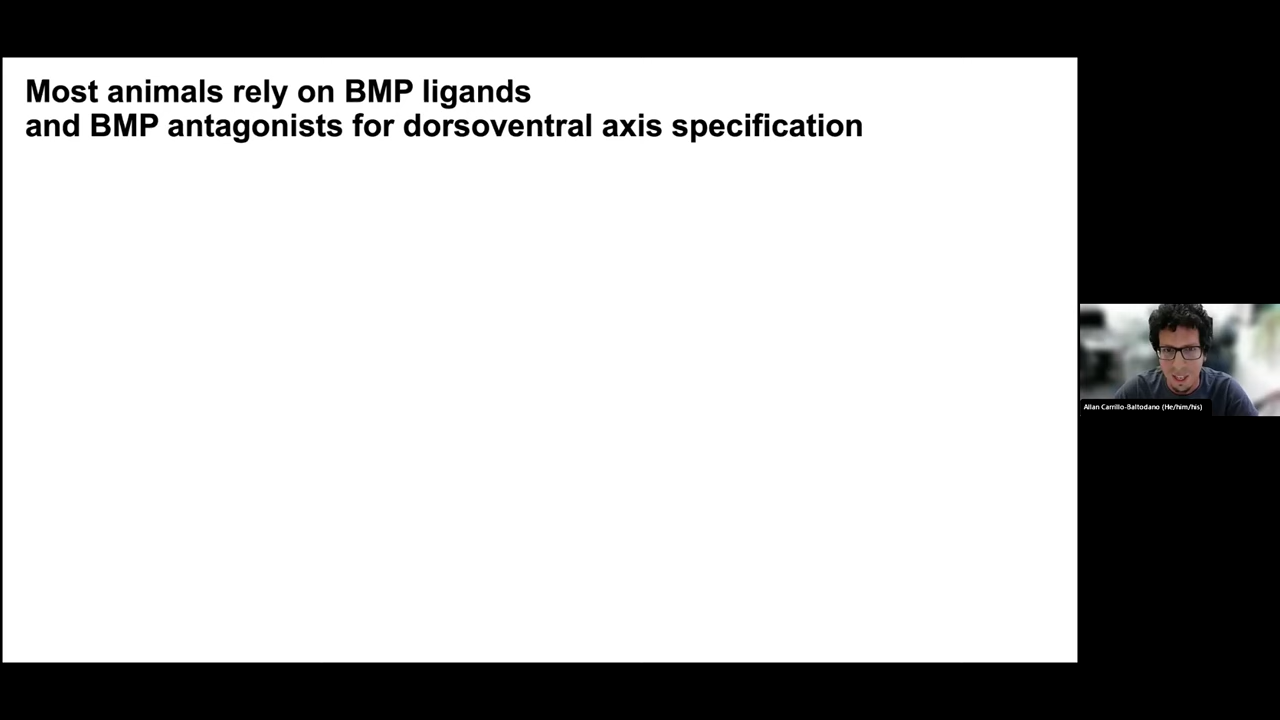 Most animals rely on BMP ligands
and BMP antagonists for dorsoventral axis specification
Allan Carrillo-Baltodano (He/him/his)